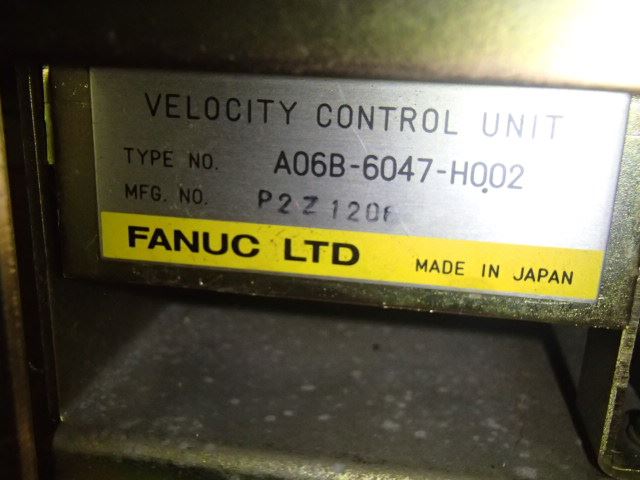 VELOCITY CONTROL UNIT
TYPE NO. A06B-6047-H002
MFG. NO.
FANUC LTD MADE IN JAPAN